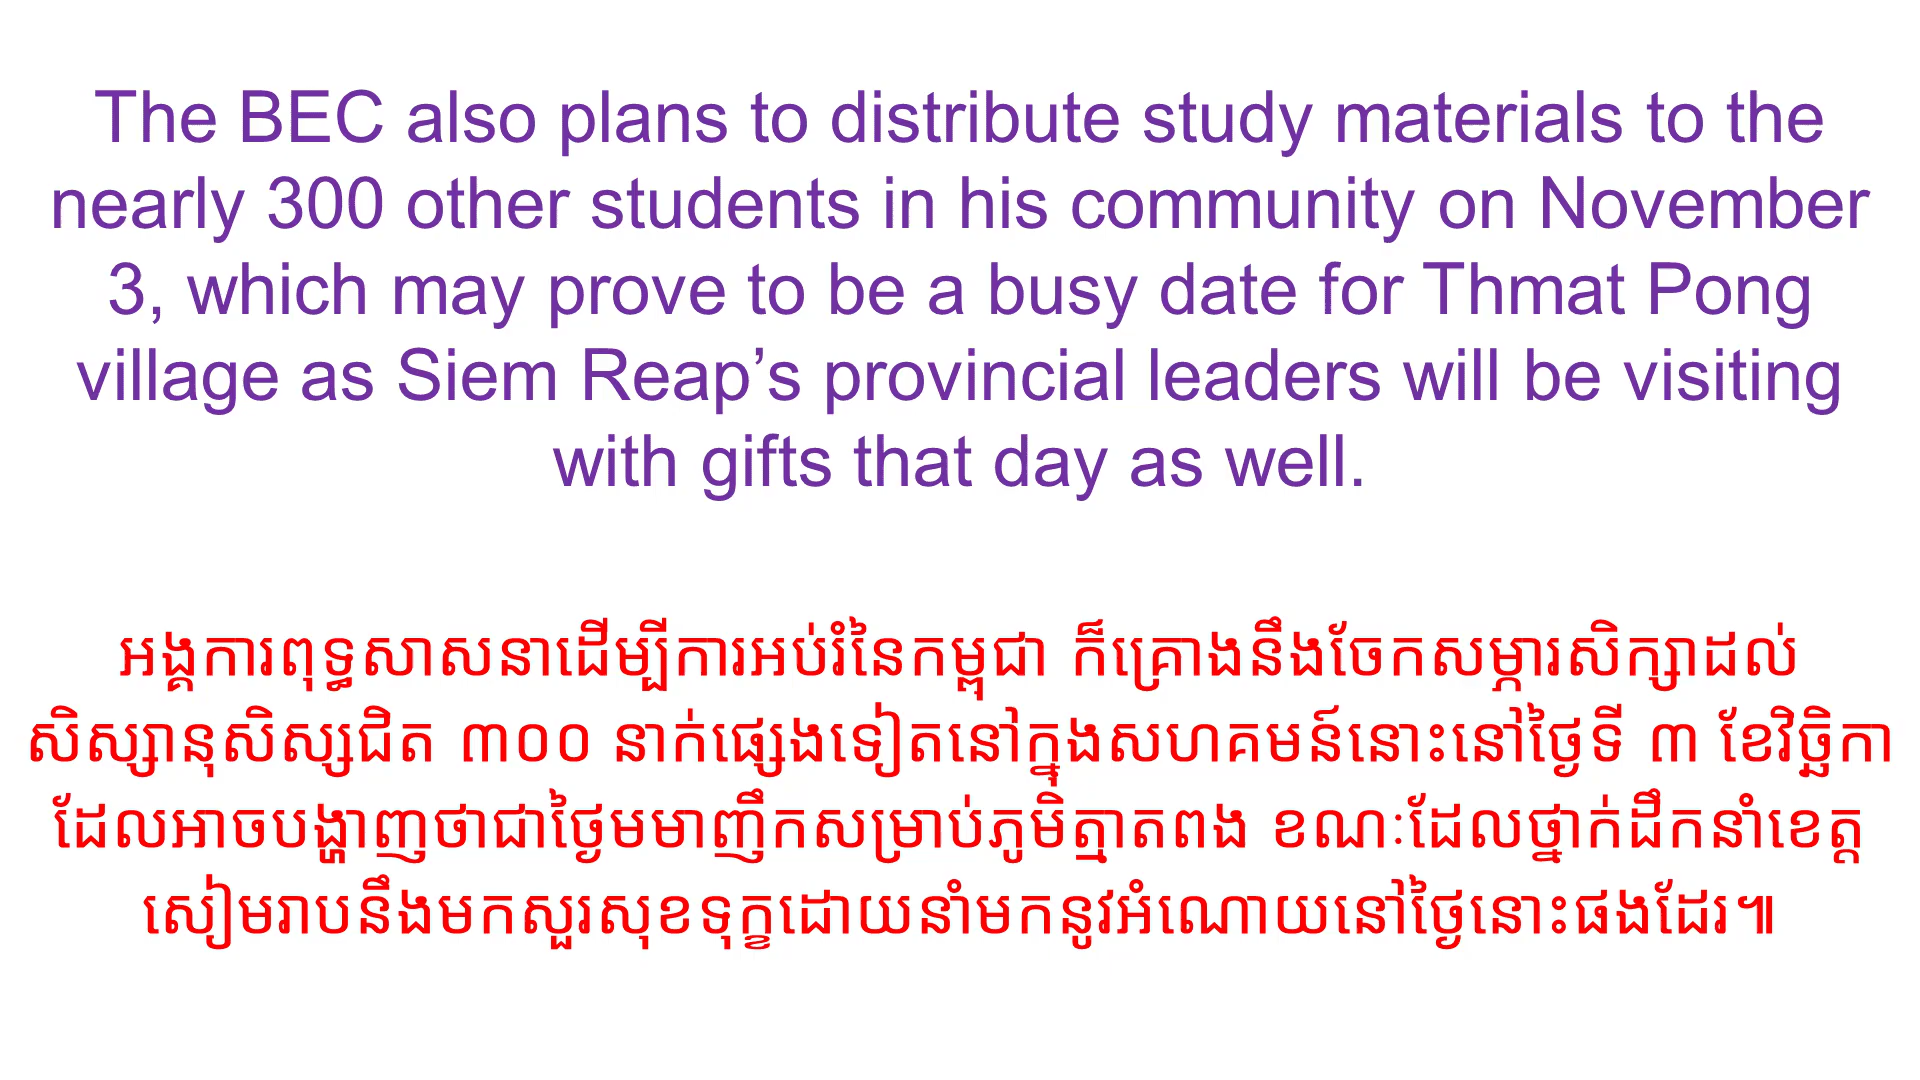 The BEC also plans to distribute study materials to the
nearly 300 other students in his community on November
3, which may prove to be a busy date for Thmat Pong
village as Siem Reap’s provincial leaders will be visiting
with gifts that day as well.
អង្គការពុទ្ធសាសនាដើម្បីការអប់រំនៃកម្ពុជា ក៏គ្រោងនឹងចែកសម្ភារសិក្សាដល់
សិស្សានុសិស្សជិត ៣០០ នាក់ផ្សេងទៀតនៅក្នុងសហគមន៍នោះនៅថ្ងៃទី ៣ ខែវិច្ឆិកា
ដែលអាចបង្ហាញថាជាថ្ងៃមមាញឹកសម្រាប់ភូមិត្មាតពង ខណៈដែលថ្នាក់ដឹកនាំខេត្ត
សៀមរាបនឹងមកសួរសុខទុក្ខដោយនាំមកនូវអំណោយនៅថ្ងៃនោះផងដែរ៕